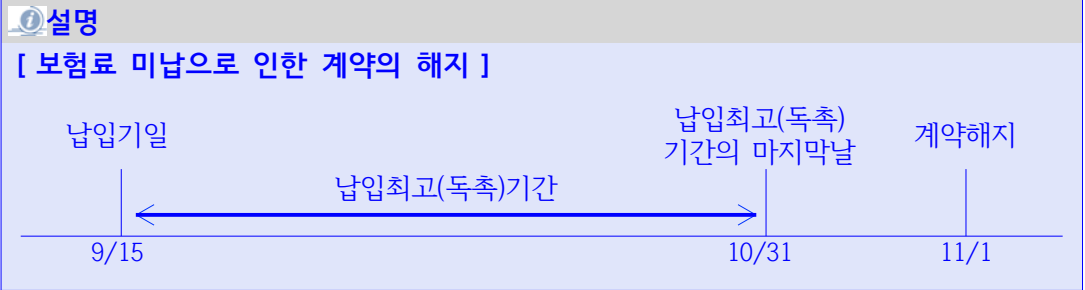 설명
[ 보험료 미납으로 인한 계약의 해지 ]
납입기일
납입최고(독촉)
기간의 마지막날
계약해지
납입최고(독촉)기간
9/15
10/31
11/1